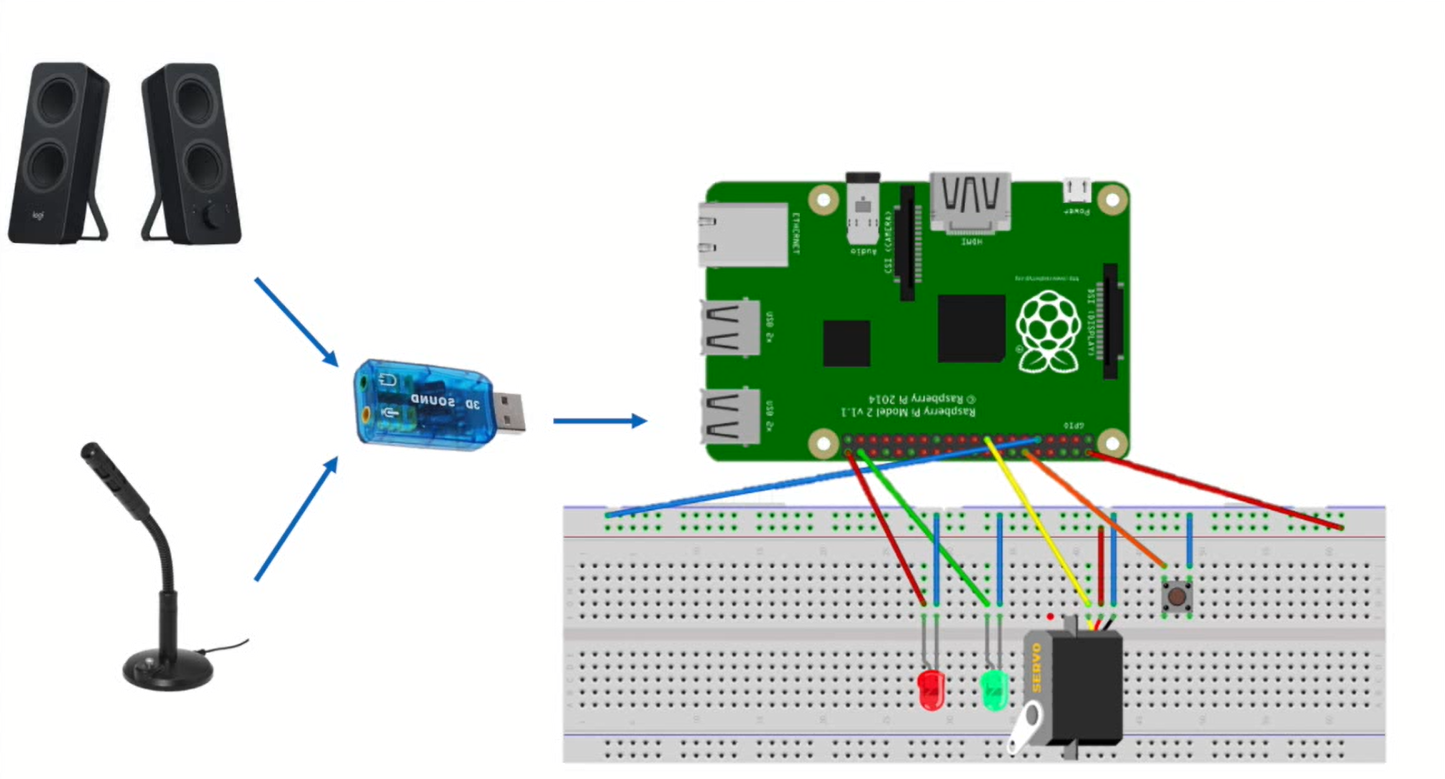 logi
3D SOUND
ETHERNET
Audio
CSI (CAMERA)
HDMI
Power
USB 2x
USB 2x
DSI (DISPLAY)
Raspberry Pi Model 2 v1.1
© Raspberry Pi 2014
GPIO
SERVO